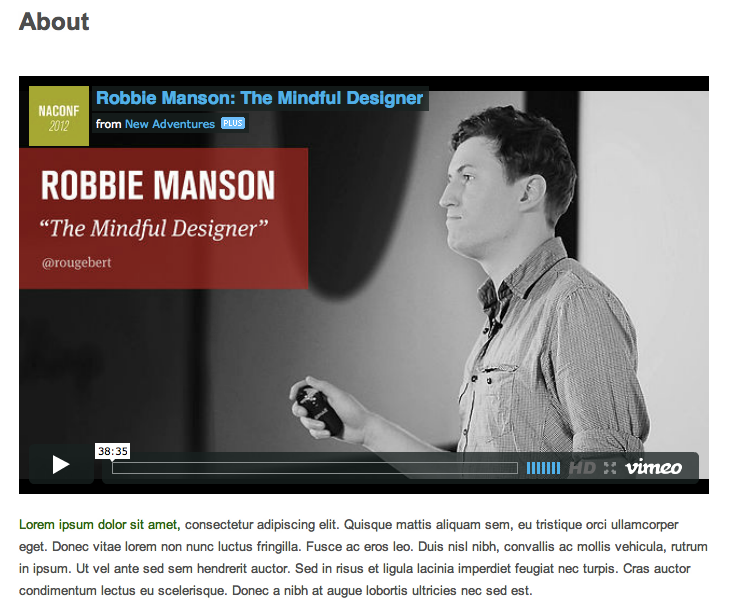 About
NACONF
2012
Robbie Manson: The Mindful Designer
from New Adventures PLUS
ROBBIE MANSON
“The Mindful Designer”
@rougebert
38:35
HD vimeo
Lorem ipsum dolor sit amet, consectetur adipiscing elit. Quisque mattis aliquam sem, eu tristique orci ullamcorper
eget. Donec vitae lorem non nunc luctus fringilla. Fusce ac eros leo. Duis nisl nibh, convallis ac mollis vehicula, rutrum
in ipsum. Ut vel ante sed sem hendrerit auctor. Sed in risus et ligula lacinia imperdiet feugiat nec turpis. Cras auctor
condimentum lectus eu scelerisque. Donec a nibh at augue lobortis ultricies nec sed est.